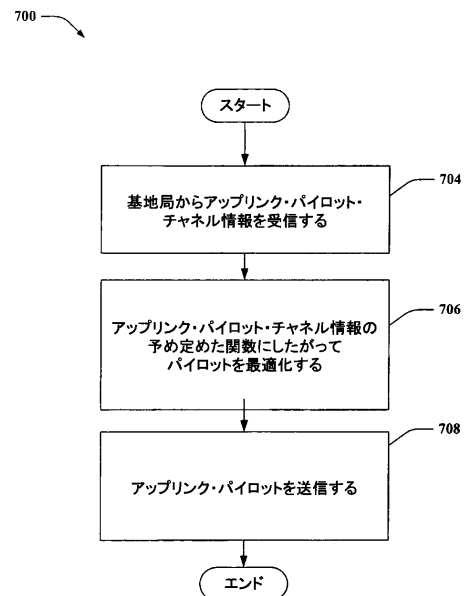 700
スタート
704
基地局からアップリンク・パイロット・
チャネル情報を受信する
706
アップリンク・パイロット・チャネル情報の
予め定めた関数にしたがって
パイロットを最適化する
708
アップリンク・パイロットを送信する
エンド